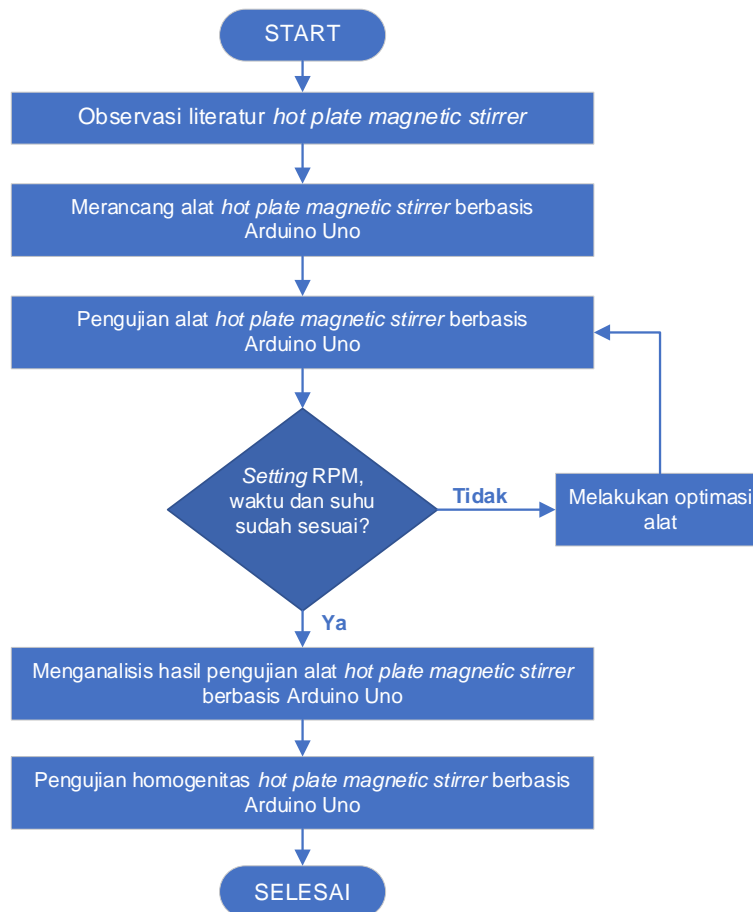 START
Observasi literatur hot plate magnetic stirrer
Merancang alat hot plate magnetic stirrer berbasis
Arduino Uno
Pengujian alat hot plate magnetic stirrer berbasis
Arduino Uno
Setting RPM,
waktu dan suhu
sudah sesuai?
Tidak
Melakukan optimasi
alat
Ya
Menganalisis hasil pengujian alat hot plate magnetic stirrer
berbasis Arduino Uno
Pengujian homogenitas hot plate magnetic stirrer berbasis
Arduino Uno
SELESAI